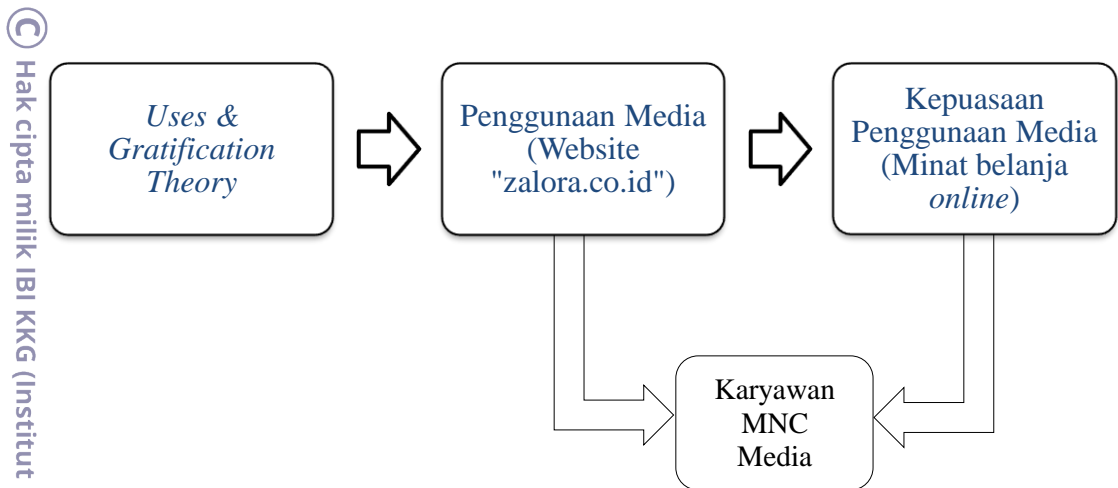 © Hak cipta milik IBI KKG (Institut
Uses &
Gratification
Theory
Penggunaan Media
(Website
"zalora.co.id")
Kepuasaan
Penggunaan Media
(Minat belanja
online)
Karyawan
MNC
Media